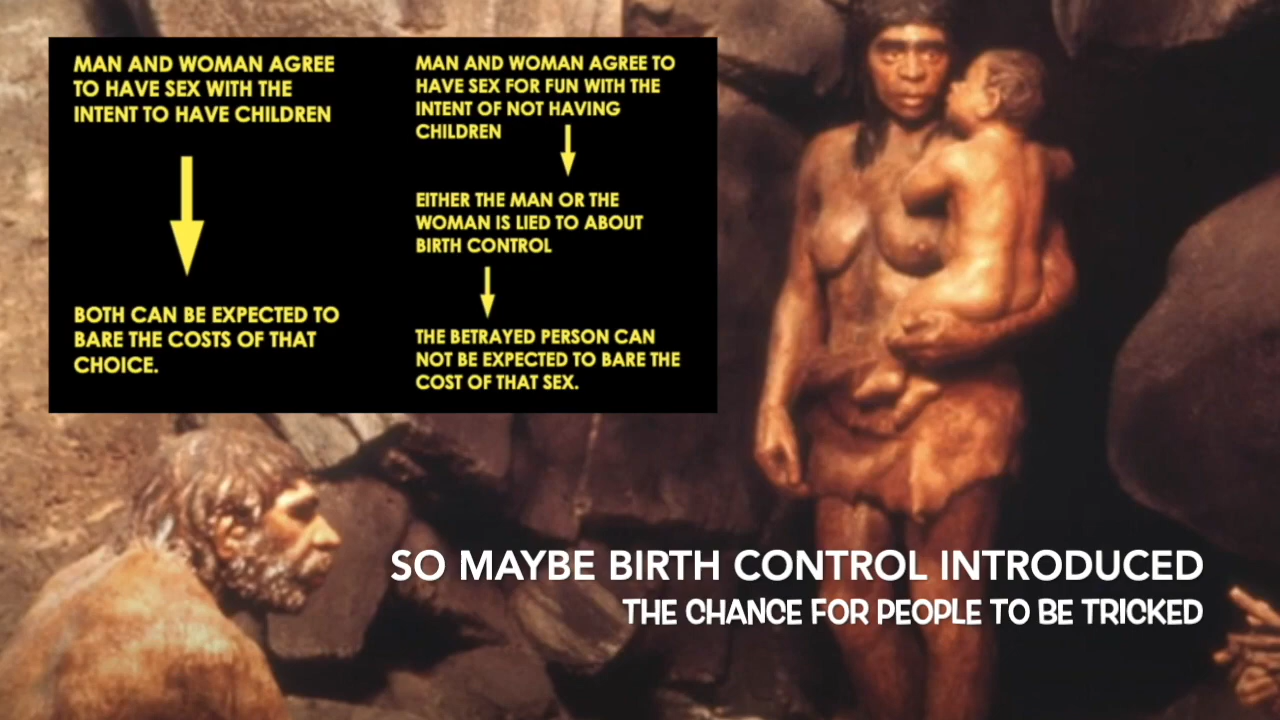 MAN AND WOMAN AGREE
TO HAVE SEX WITH THE
INTENT TO HAVE CHILDREN
BOTH CAN BE EXPECTED TO
BARE THE COSTS OF THAT
CHOICE.
MAN AND WOMAN AGREE TO
HAVE SEX FOR FUN WITH THE
INTENT OF NOT HAVING
CHILDREN
EITHER THE MAN OR THE
WOMAN IS LIED TO ABOUT
BIRTH CONTROL
THE BETRAYED PERSON CAN
NOT BE EXPECTED TO BARE THE
COST OF THAT SEX.
SO MAYBE BIRTH CONTROL INTRODUCED
THE CHANCE FOR PEOPLE TO BE TRICKED